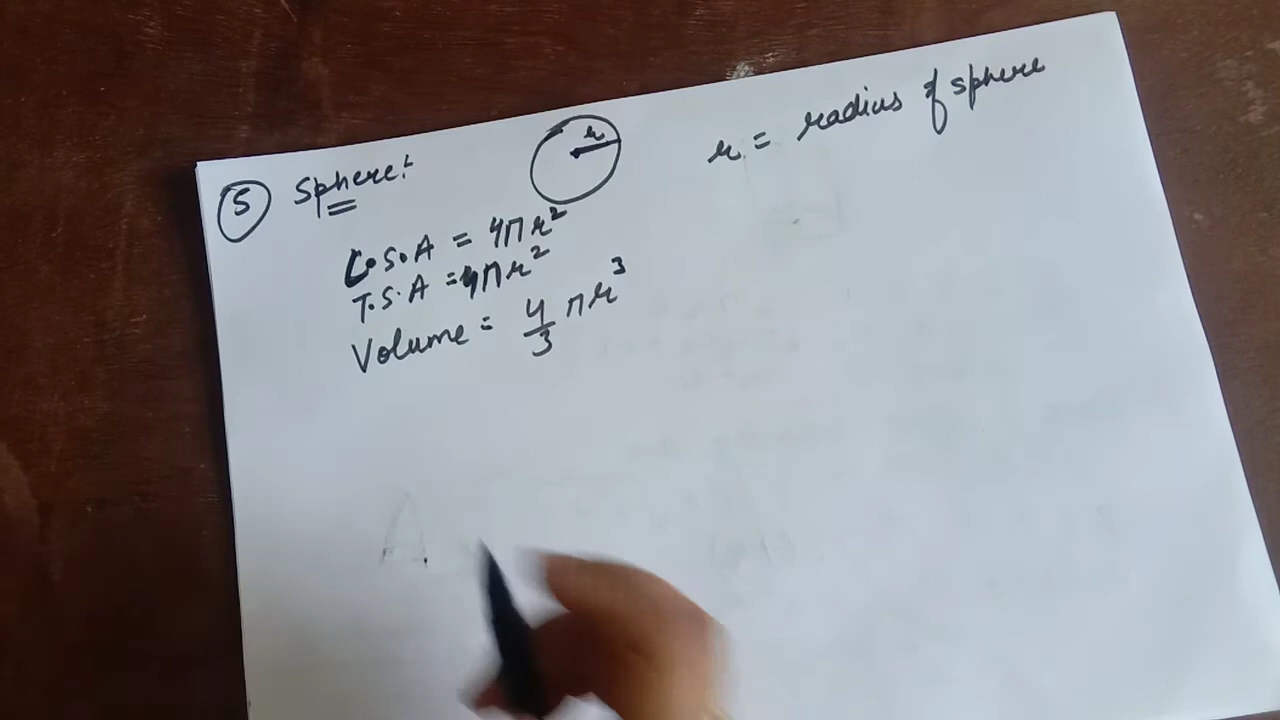 5 Sphere:
r
r = radius of sphere
C.S.A = 4πr²
T.S.A = 4πr²
Volume = 4/3 πr³